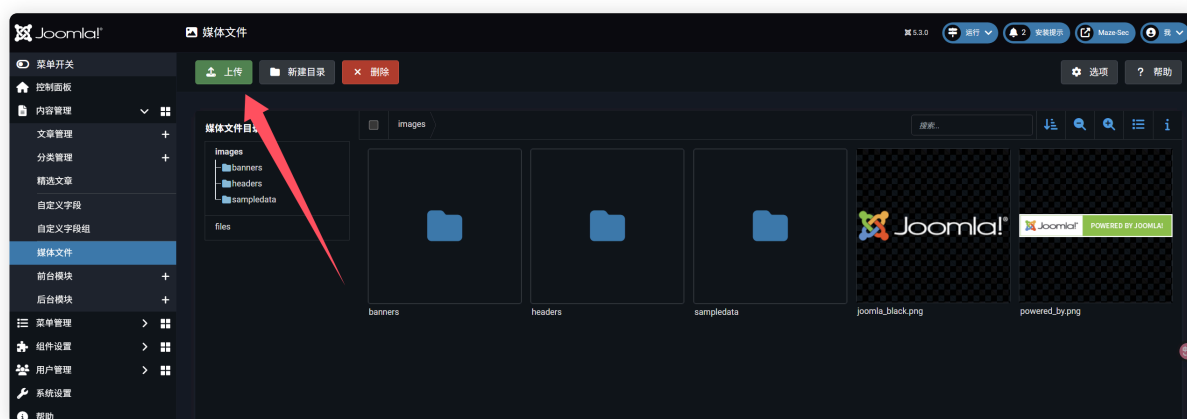 Joomla!®
媒体文件
5.3.0
运行
2 安装提示
Maze-Sec
我
菜单开关
上传
新建目录
删除
选项
? 帮助
控制面板
内容管理
文章管理
分类管理
精选文章
自定义字段
自定义字段组
媒体文件
前台模块
后台模块
菜单管理
组件设置
用户管理
系统设置
帮助
媒体文件目
images
banners
headers
sampledata
files
images
搜索...
Joomla!®
Joomla! POWERED BY JOOMLA!
banners
headers
sampledata
joomla_black.png
powered_by.png